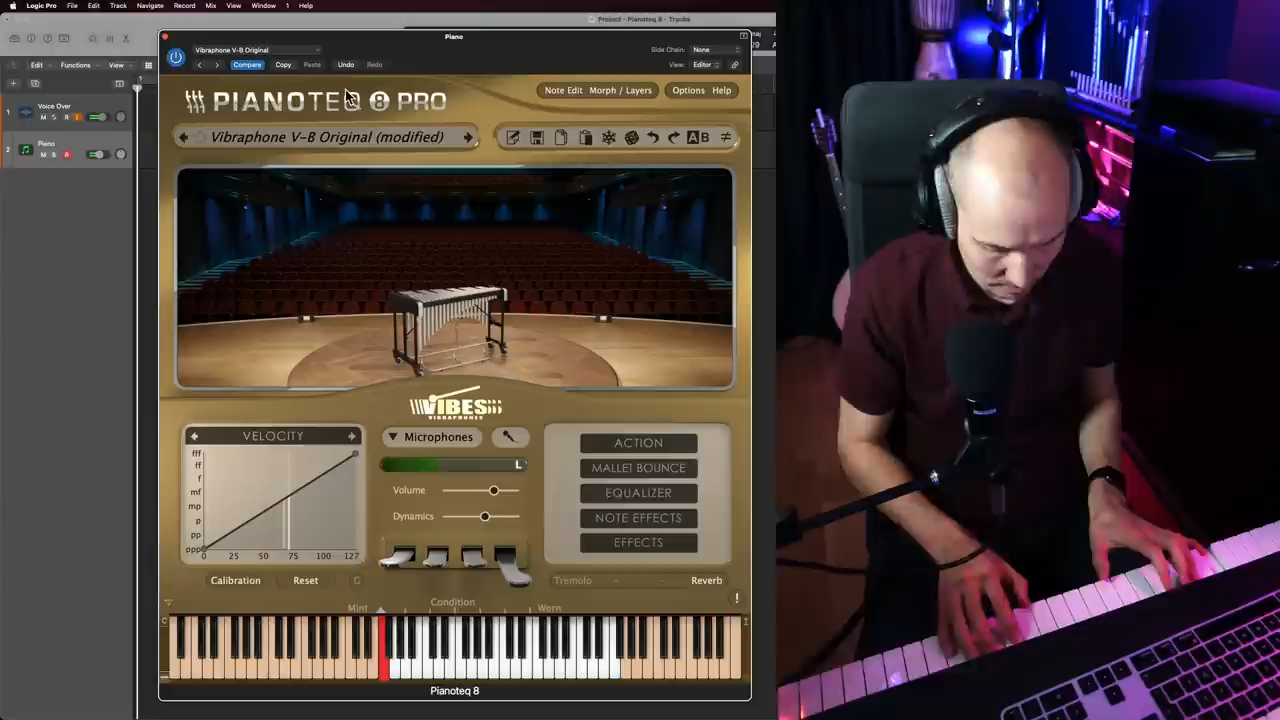 Logic Pro File Edit Track Navigate Record Mix View Window 1 Help
Project - Pianoteq 8 - Tracks
Piano
Vibraphone V-B Original
Side Chain: None
Compare Copy Paste Undo Redo
View: Editor
Edit Functions View
1
1 Voice Over
M S R I
2 Piano
M S R
PIANOTEQ 8 PRO
Note Edit Morph / Layers Options Help
Vibraphone V-B Original (modified)
AB
VIBES
VIBRAPHONES
VELOCITY
fff
ff
f
mf
mp
p
pp
ppp
0 25 50 75 100 127
Calibration Reset G
Microphones
L
Volume
Dynamics
ACTION
MALLET BOUNCE
EQUALIZER
NOTE EFFECTS
EFFECTS
Tremolo - - Reverb
!
Condition
Mint Worn
Pianoteq 8